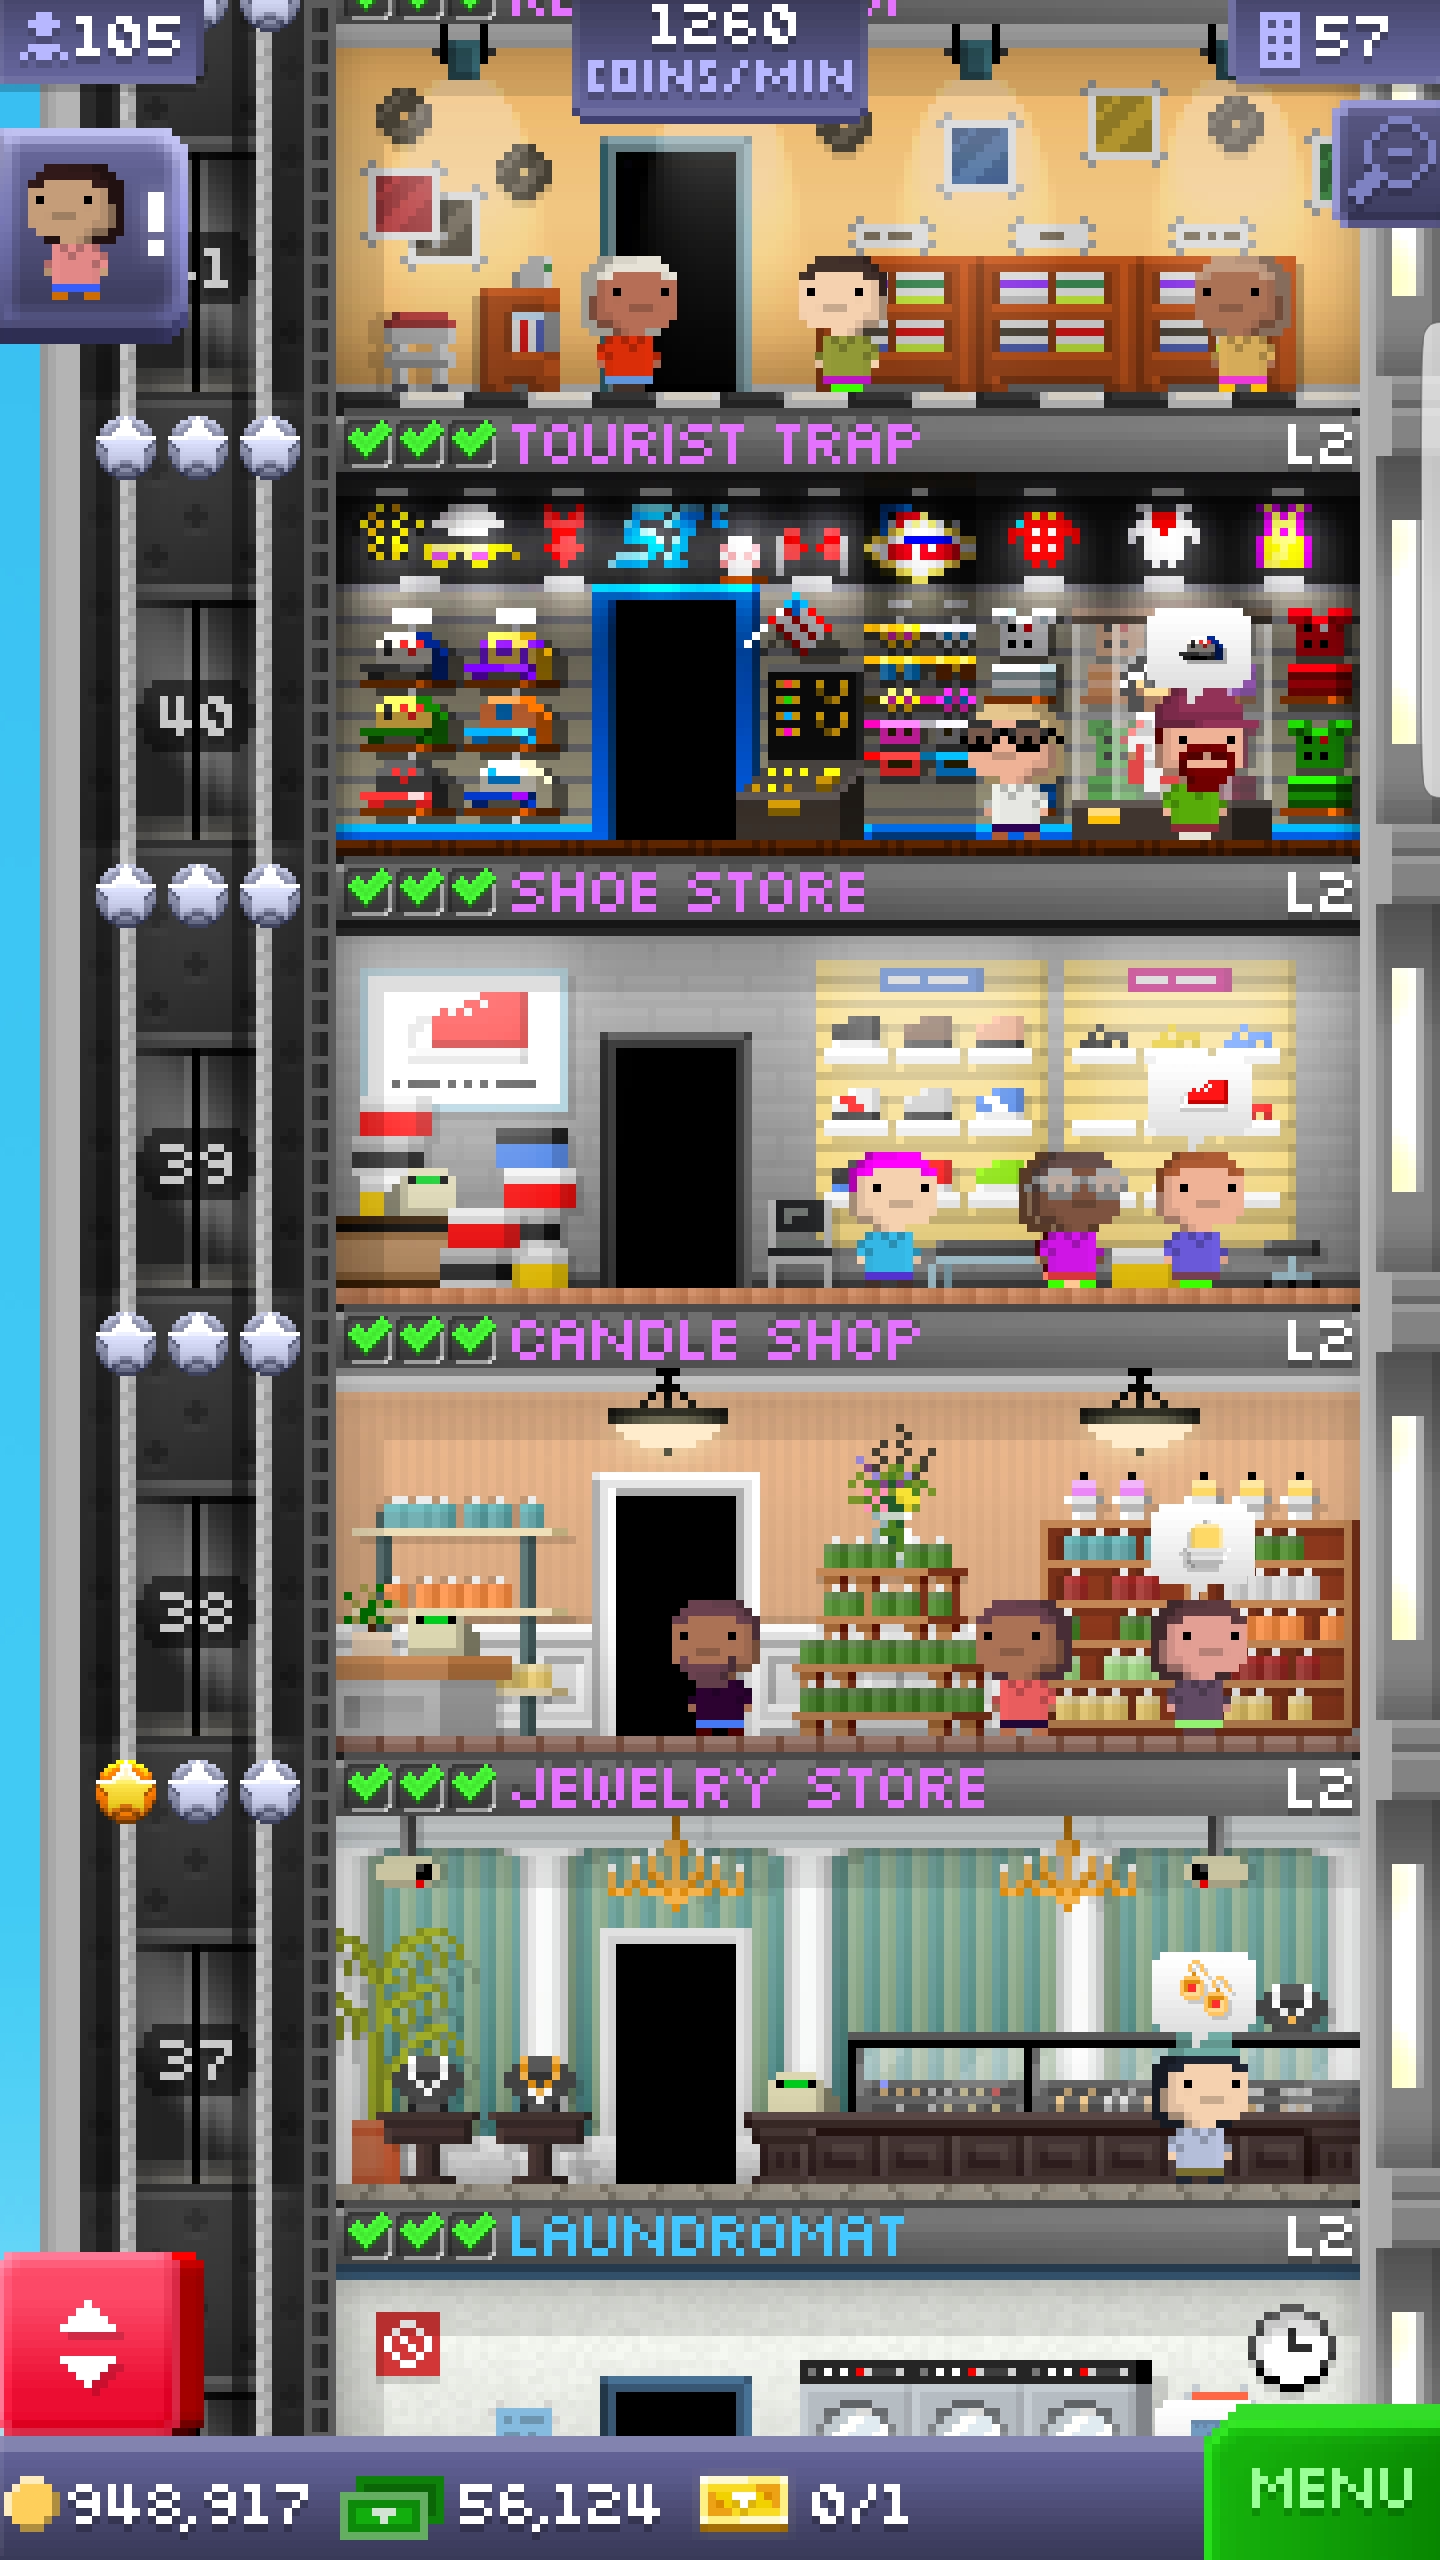 105
1260
COINS/MIN
57
!
TOURIST TRAP L2
40
SHOE STORE L2
39
CANDLE SHOP L2
38
JEWELRY STORE L2
37
LAUNDROMAT L2
948,917 56,124 0/1
MENU